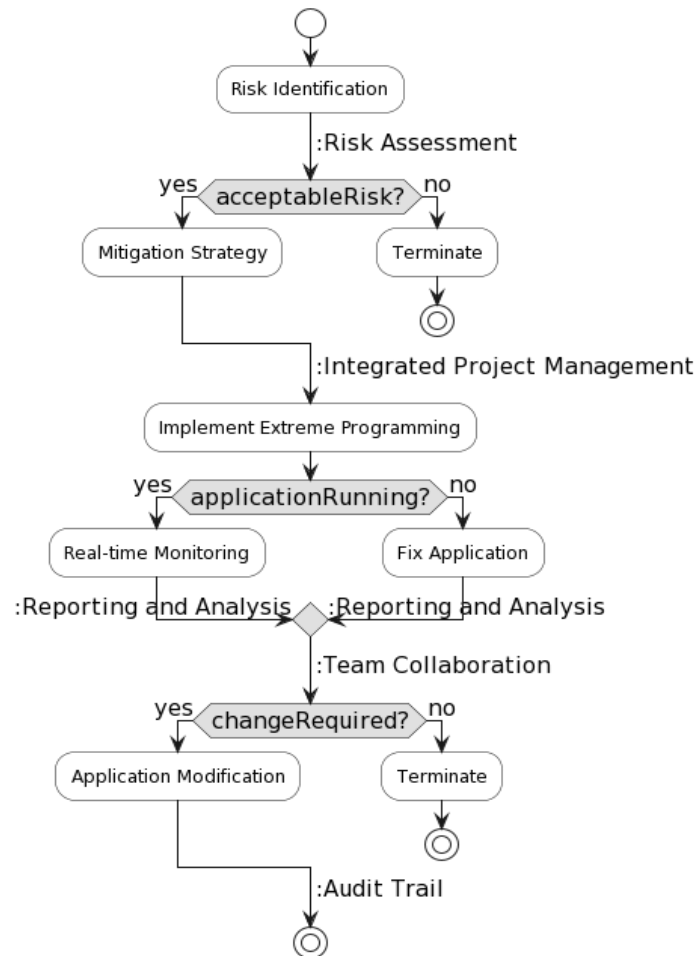 Risk Identification
:Risk Assessment
yes
acceptableRisk?
no
Mitigation Strategy
Terminate
:Integrated Project Management
Implement Extreme Programming
yes
applicationRunning?
no
Real-time Monitoring
Fix Application
:Reporting and Analysis
:Reporting and Analysis
:Team Collaboration
yes
changeRequired?
no
Application Modification
Terminate
:Audit Trail